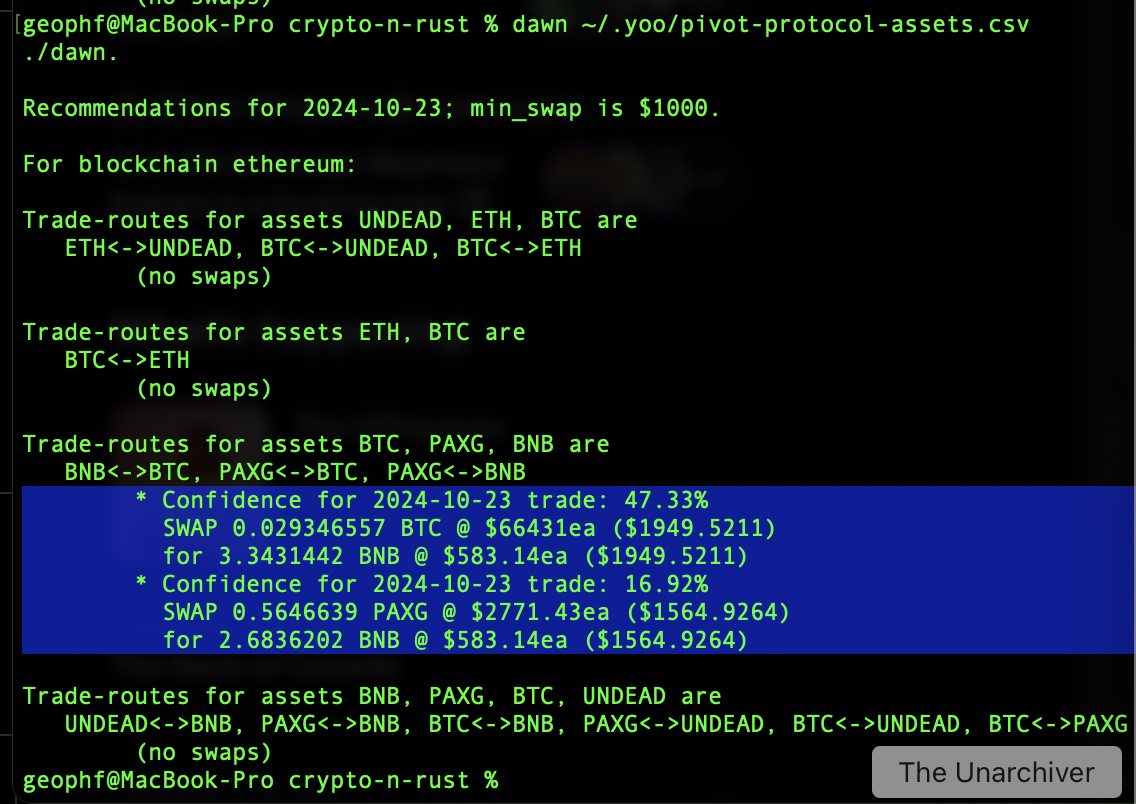 (no swaps)
[geophf@MacBook-Pro crypto-n-rust % dawn ~/.yoo/pivot-protocol-assets.csv
./dawn.
Recommendations for 2024-10-23; min_swap is $1000.
For blockchain ethereum:
Trade-routes for assets UNDEAD, ETH, BTC are
ETH<->UNDEAD, BTC<->UNDEAD, BTC<->ETH
(no swaps)
Trade-routes for assets ETH, BTC are
BTC<->ETH
(no swaps)
Trade-routes for assets BTC, PAXG, BNB are
BNB<->BTC, PAXG<->BTC, PAXG<->BNB
* Confidence for 2024-10-23 trade: 47.33%
SWAP 0.029346557 BTC @ $66431ea ($1949.5211)
for 3.3431442 BNB @ $583.14ea ($1949.5211)
* Confidence for 2024-10-23 trade: 16.92%
SWAP 0.5646639 PAXG @ $2771.43ea ($1564.9264)
for 2.6836202 BNB @ $583.14ea ($1564.9264)
Trade-routes for assets BNB, PAXG, BTC, UNDEAD are
UNDEAD<->BNB, PAXG<->BNB, BTC<->BNB, PAXG<->UNDEAD, BTC<->UNDEAD, BTC<->PAXG
(no swaps)
geophf@MacBook-Pro crypto-n-rust %
The Unarchiver